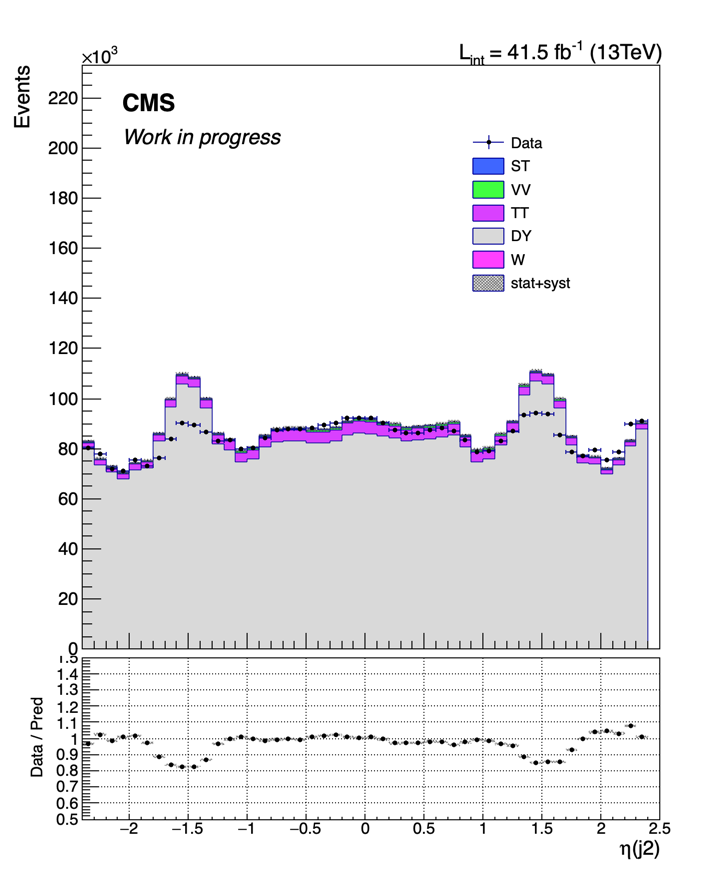 ×10³
L_int = 41.5 fb⁻¹ (13TeV)
Events
CMS
Work in progress
Data
ST
VV
TT
DY
W
stat+syst
220
200
180
160
140
120
100
80
60
40
20
0
1.5
1.4
1.3
1.2
1.1
1
0.9
0.8
0.7
0.6
0.5
Data / Pred
−2 −1.5 −1 −0.5 0 0.5 1 1.5 2 2.5
η(j2)